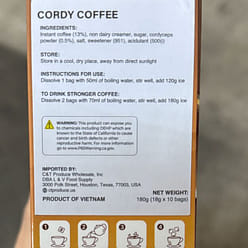 CORDY COFFEE
INGREDIENTS:
Instant coffee (13%), non dairy creamer, sugar, cordyceps
powder (0.5%), salt, sweetener (951), acidulant (500i)
STORE:
Store in a cool, dry place, away from direct sunlight
INSTRUCTIONS FOR USE:
Dissolve 1 bag with 50ml of boiling water, stir well, add 120g ice
TO DRINK STRONGER COFFEE:
Dissolve 2 bags with 70ml of boiling water, stir well, add 180g ice
WARNING: This product can expose you
to chemicals including DEHP which are
known to the State of California to cause
cancer and birth defects or other
reproductive harm. For more information
go to www.P65Warning.ca.gov.
IMPORTED BY:
C&T Produce Wholesale, Inc
DBA L & V Food Supply
3000 Polk Street, Houston, Texas, 77003, USA
@ctproduce.us
PRODUCT OF VIETNAM
NET WEIGHT:
180g (18g x 10 bags)
1
2
3
4